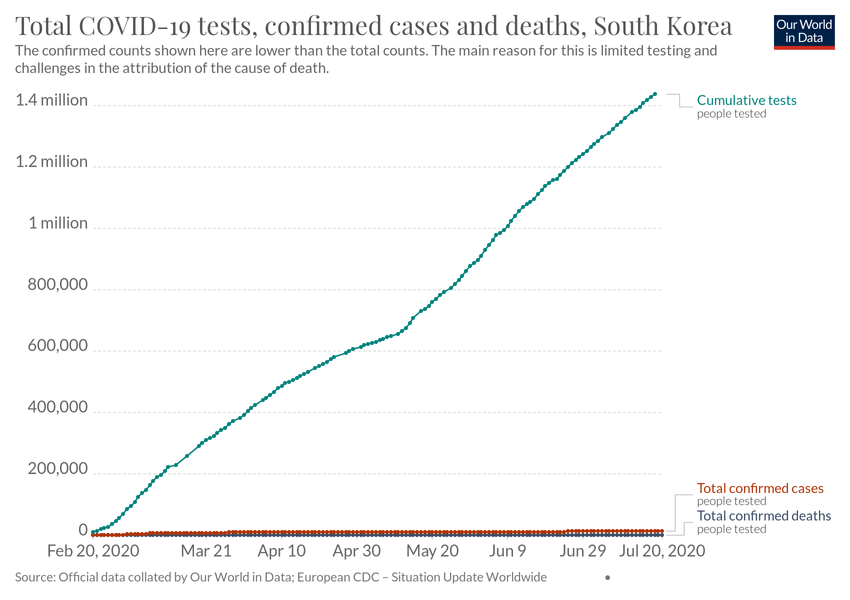 Total COVID-19 tests, confirmed cases and deaths, South Korea
Our World
in Data
The confirmed counts shown here are lower than the total counts. The main reason for this is limited testing and
challenges in the attribution of the cause of death.
1.4 million
1.2 million
1 million
800,000
600,000
400,000
200,000
0
Cumulative tests
people tested
Total confirmed cases
people tested
Total confirmed deaths
people tested
Feb 20, 2020
Mar 21
Apr 10
Apr 30
May 20
Jun 9
Jun 29
Jul 20, 2020
Source: Official data collated by Our World in Data; European CDC – Situation Update Worldwide